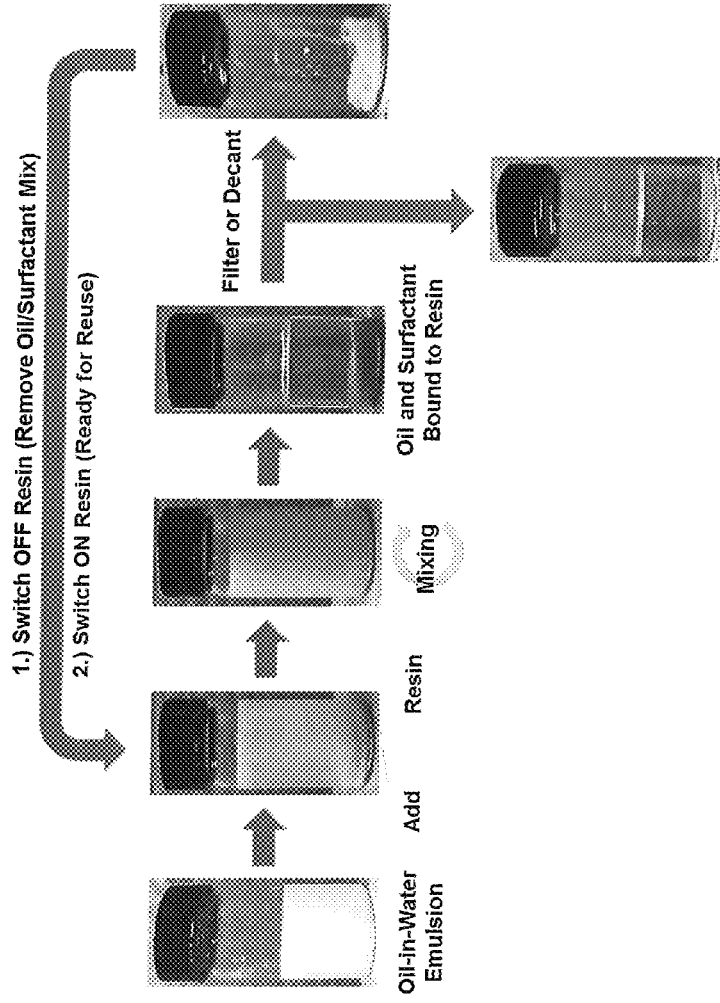 1.) Switch OFF Resin (Remove Oil/Surfactant Mix)
2.) Switch ON Resin (Ready for Reuse)
Filter or Decant
Oil-in-Water
Emulsion
Add Resin
Mixing
Oil and Surfactant
Bound to Resin